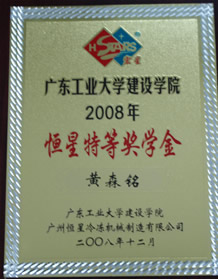 H STARS
宏星
广东工业大学建设学院
2008年
恒星特等奖学金
黄森铭
广东工业大学建设学院
广州恒星冷冻机械制造有限公司
二〇〇八年十二月